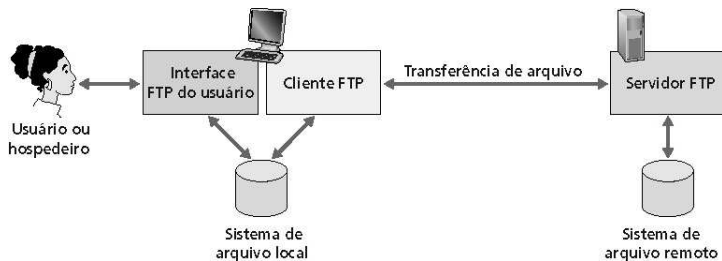 Interface
FTP do usuário
Cliente FTP
Transferência de arquivo
Servidor FTP
Usuário ou
hospedeiro
Sistema de
arquivo local
Sistema de
arquivo remoto